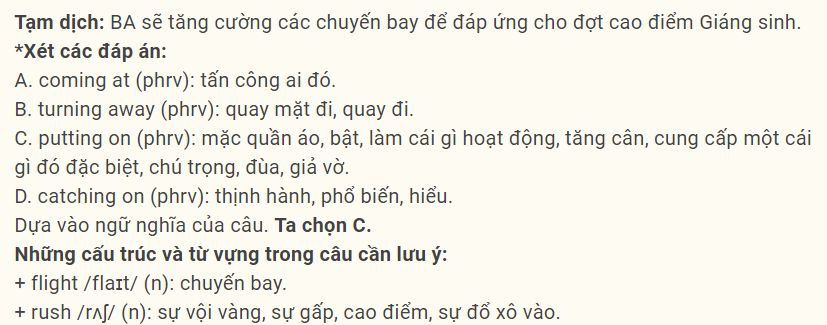 Tạm dịch: BA sẽ tăng cường các chuyến bay để đáp ứng cho đợt cao điểm Giáng sinh.
*Xét các đáp án:
A. coming at (phrv): tấn công ai đó.
B. turning away (phrv): quay mặt đi, quay đi.
C. putting on (phrv): mặc quần áo, bật, làm cái gì hoạt động, tăng cân, cung cấp một cái
gì đó đặc biệt, chú trọng, đùa, giả vờ.
D. catching on (phrv): thịnh hành, phổ biến, hiểu.
Dựa vào ngữ nghĩa của câu. Ta chọn C.
Những cấu trúc và từ vựng trong câu cần lưu ý:
+ flight /flaɪt/ (n): chuyến bay.
+ rush /rʌʃ/ (n): sự vội vàng, sự gấp, cao điểm, sự đổ xô vào.